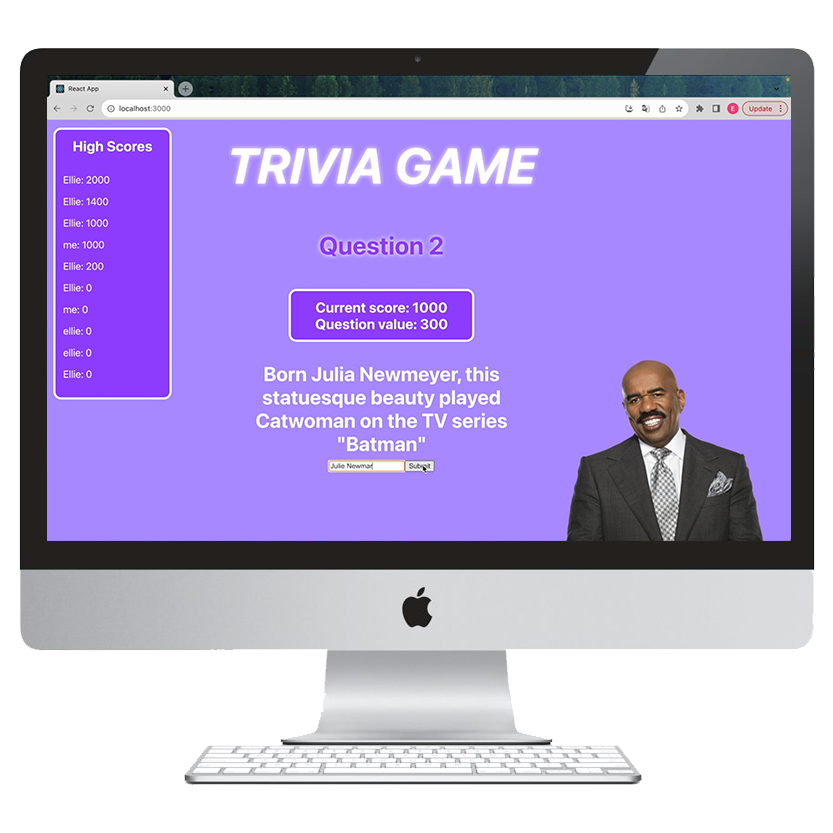 React App
localhost:3000
E
Update
High Scores
Ellie: 2000
Ellie: 1400
Ellie: 1000
me: 1000
Ellie: 200
Ellie: 0
me: 0
ellie: 0
ellie: 0
Ellie: 0
TRIVIA GAME
Question 2
Current score: 1000
Question value: 300
Born Julia Newmeyer, this
statuesque beauty played
Catwoman on the TV series
"Batman"
Julie Newmar
Submit